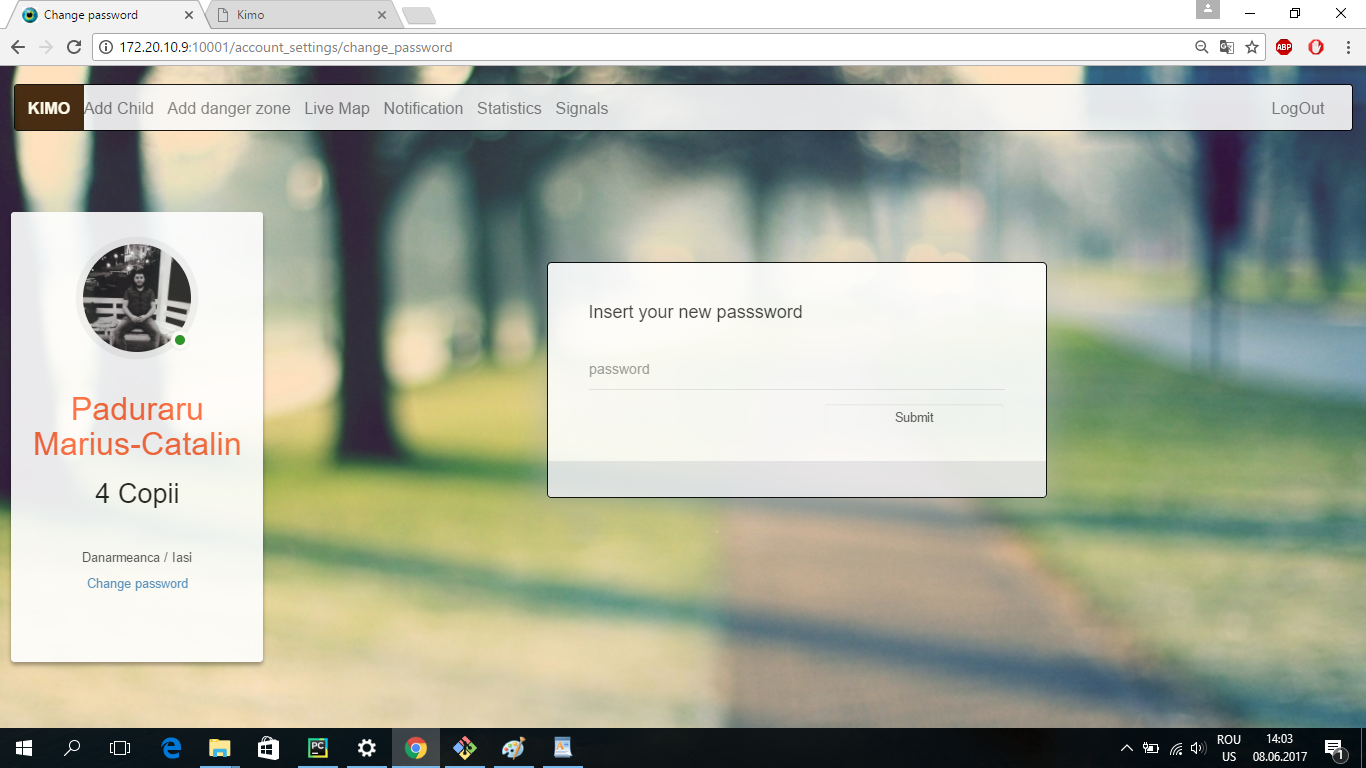 Change password
Kimo
172.20.10.9:10001/account_settings/change_password
ABP
KIMO Add Child Add danger zone Live Map Notification Statistics Signals LogOut
Insert your new passsword
password
Submit
Paduraru
Marius-Catalin
4 Copii
Danarmeanca / Iasi
Change password
PC
ROU
US
14:03
08.06.2017
1